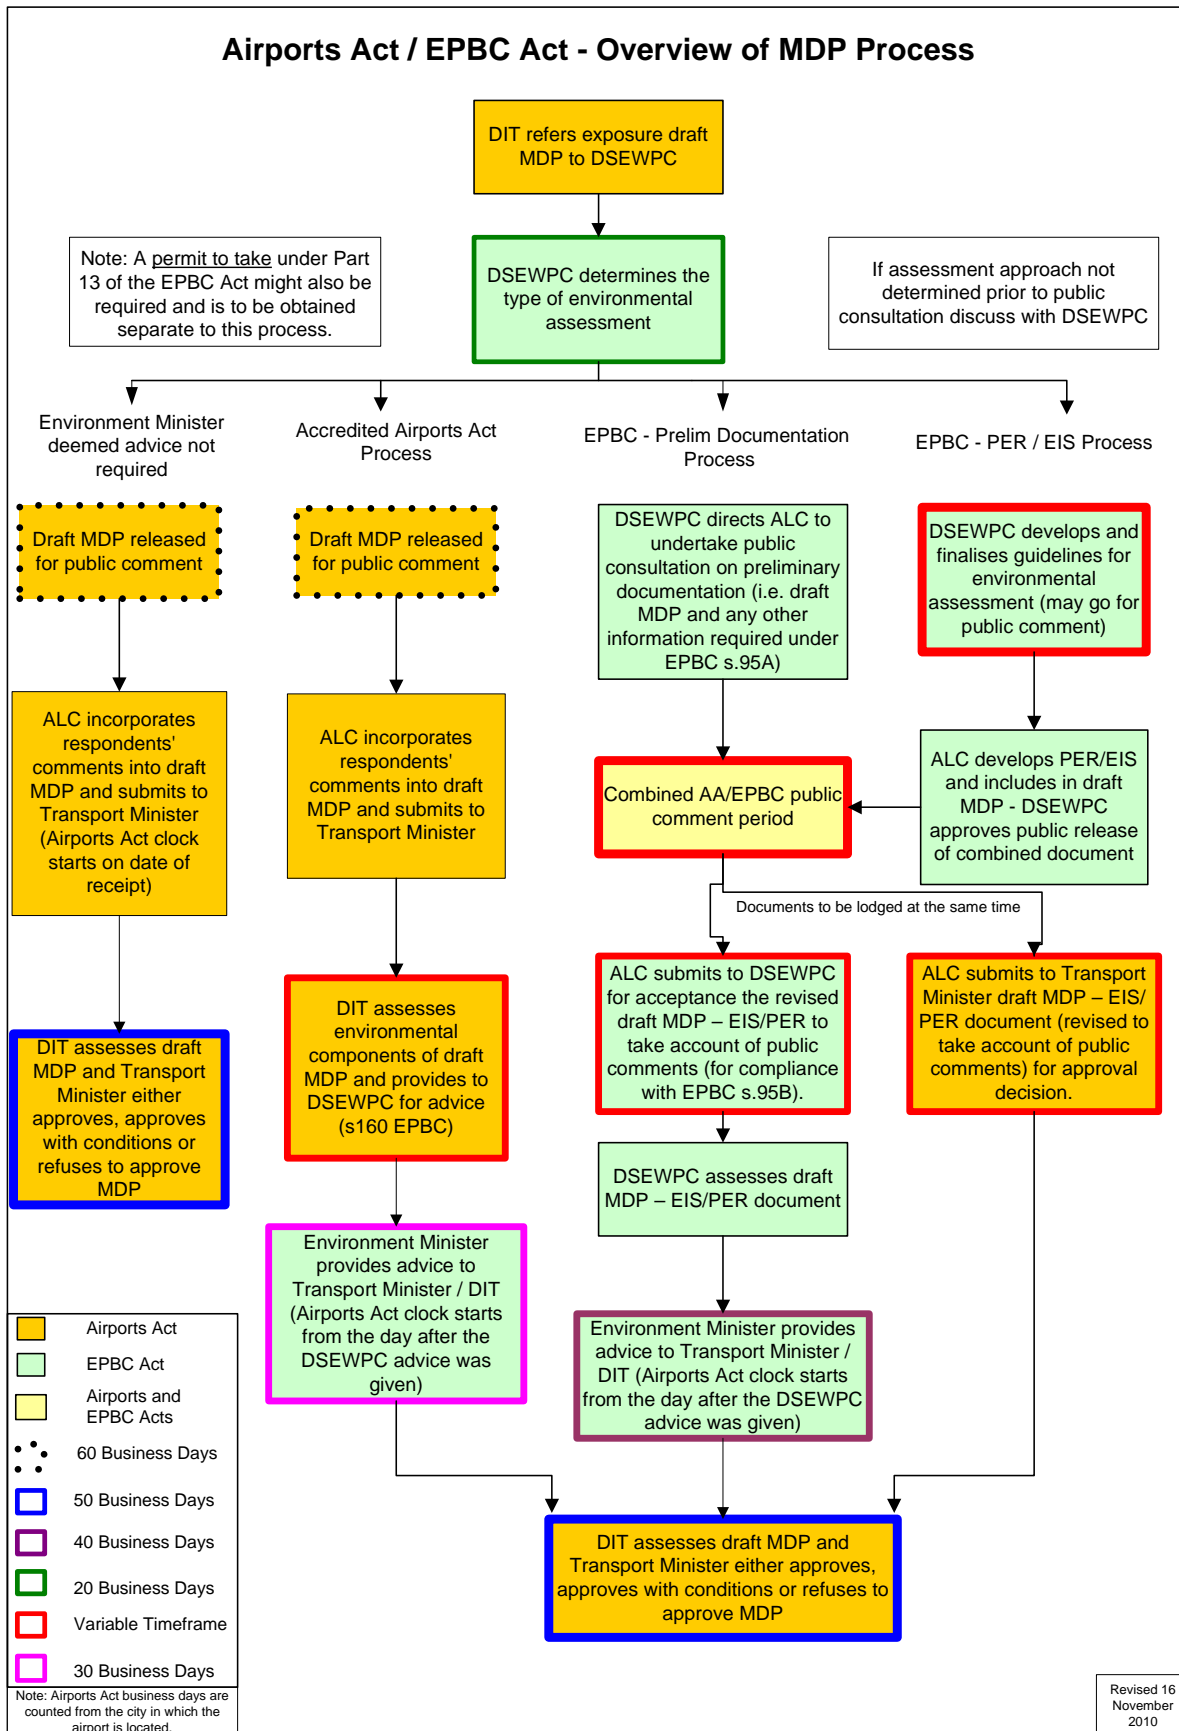 Airports Act / EPBC Act - Overview of MDP Process
DIT refers exposure draft
MDP to DSEWPC
Note: A permit to take under Part
13 of the EPBC Act might also be
required and is to be obtained
separate to this process.
DSEWPC determines the
type of environmental
assessment
If assessment approach not
determined prior to public
consultation discuss with DSEWPC
Environment Minister
deemed advice not
required
Accredited Airports Act
Process
EPBC - Prelim Documentation
Process
EPBC - PER / EIS Process
Draft MDP released
for public comment
Draft MDP released
for public comment
DSEWPC directs ALC to
undertake public
consultation on preliminary
documentation (i.e. draft
MDP and any other
information required under
EPBC s.95A)
DSEWPC develops and
finalises guidelines for
environmental
assessment (may go for
public comment)
ALC incorporates
respondents'
comments into draft
MDP and submits to
Transport Minister
(Airports Act clock
starts on date of
receipt)
ALC incorporates
respondents'
comments into draft
MDP and submits to
Transport Minister
Combined AA/EPBC public
comment period
ALC develops PER/EIS
and includes in draft
MDP - DSEWPC
approves public release
of combined document
Documents to be lodged at the same time
DIT assesses draft
MDP and Transport
Minister either
approves, approves
with conditions or
refuses to approve
MDP
DIT assesses
environmental
components of draft
MDP and provides to
DSEWPC for advice
(s160 EPBC)
ALC submits to DSEWPC
for acceptance the revised
draft MDP – EIS/PER to
take account of public
comments (for compliance
with EPBC s.95B).
ALC submits to Transport
Minister draft MDP – EIS/
PER document (revised to
take account of public
comments) for approval
decision.
DSEWPC assesses draft
MDP – EIS/PER document
Environment Minister
provides advice to
Transport Minister / DIT
(Airports Act clock starts
from the day after the
DSEWPC advice was
given)
Environment Minister provides
advice to Transport Minister /
DIT (Airports Act clock starts
from the day after the DSEWPC
advice was given)
DIT assesses draft MDP and
Transport Minister either approves,
approves with conditions or refuses to
approve MDP
Airports Act
EPBC Act
Airports and
EPBC Acts
60 Business Days
50 Business Days
40 Business Days
20 Business Days
Variable Timeframe
30 Business Days
Note: Airports Act business days are
counted from the city in which the
airport is located.
Revised 16
November
2010